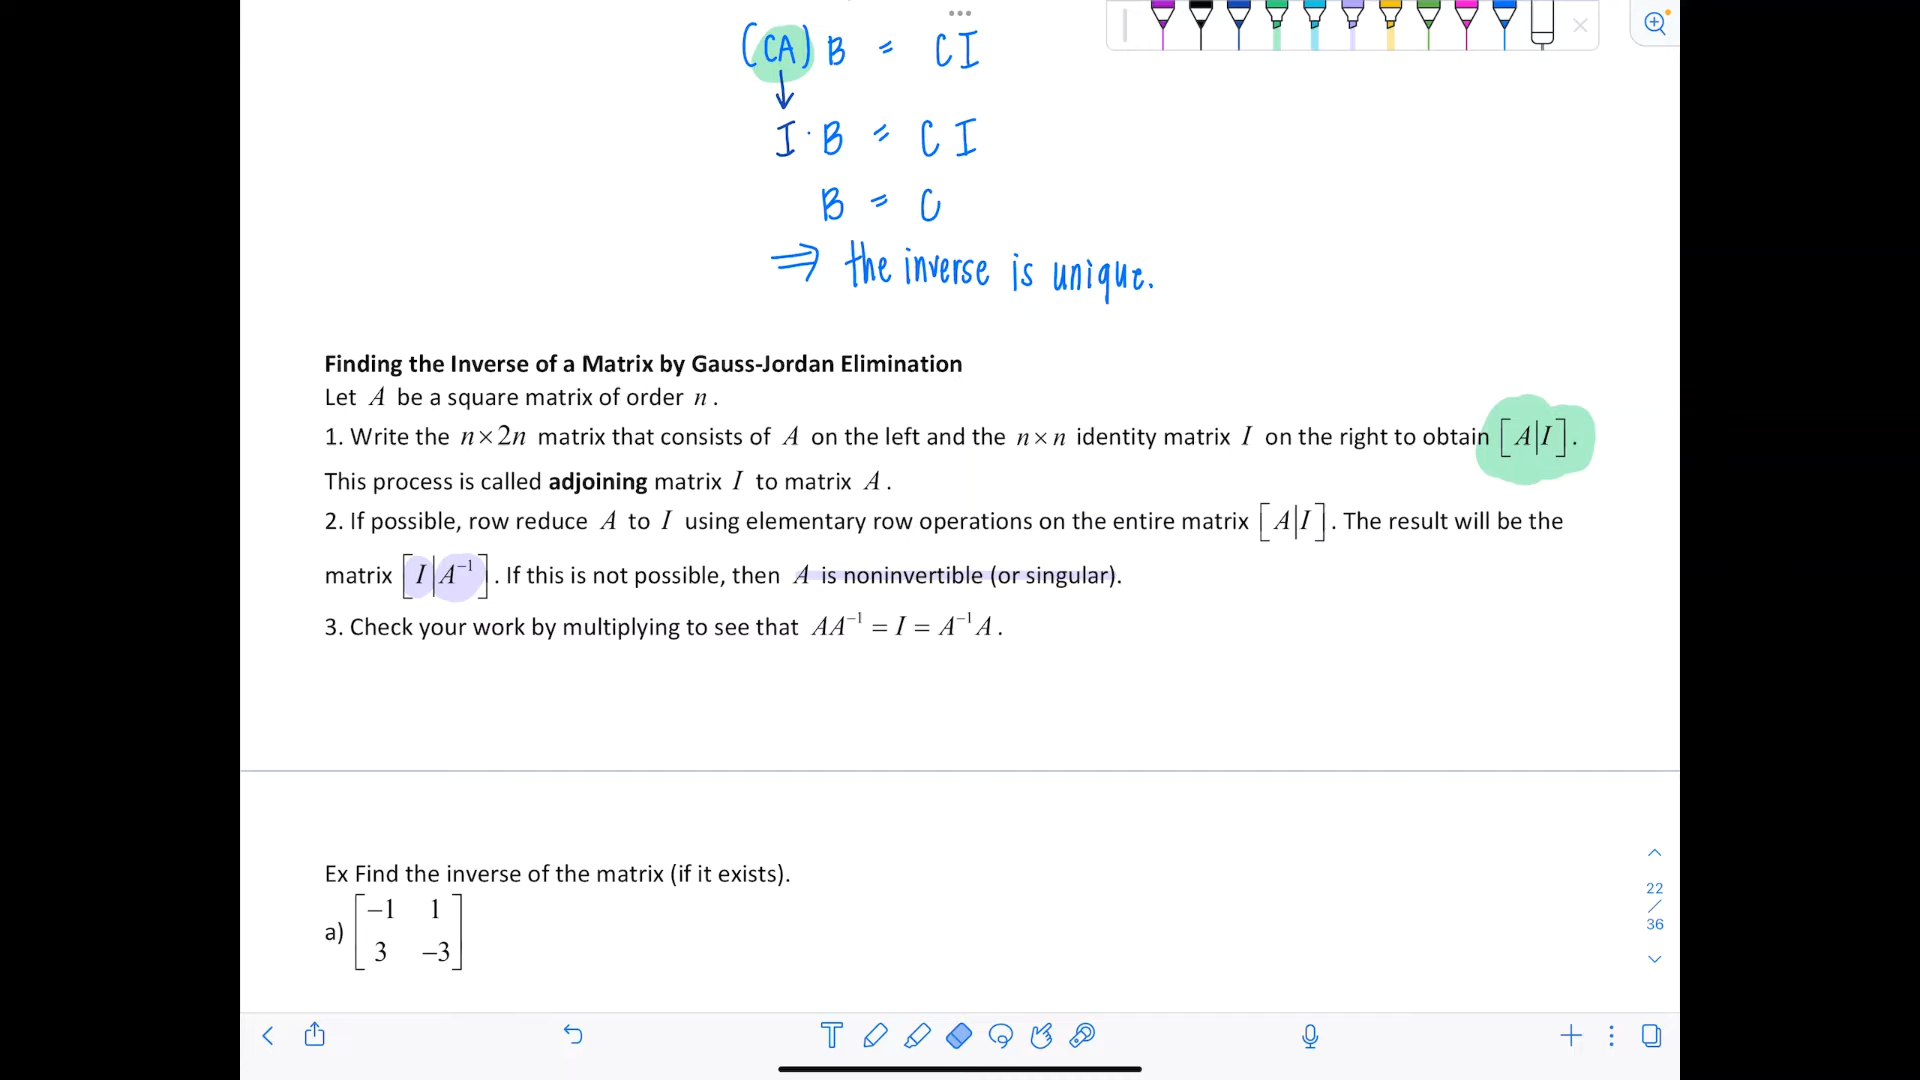 (CA) B = CI
I · B = C I
B = C
⇒ the inverse is unique.
Finding the Inverse of a Matrix by Gauss-Jordan Elimination
Let A be a square matrix of order n.
1. Write the n×2n matrix that consists of A on the left and the n×n identity matrix I on the right to obtain [A|I].
This process is called adjoining matrix I to matrix A.
2. If possible, row reduce A to I using elementary row operations on the entire matrix [A|I]. The result will be the
matrix [I|A⁻¹]. If this is not possible, then A is noninvertible (or singular).
3. Check your work by multiplying to see that AA⁻¹ = I = A⁻¹A.
Ex Find the inverse of the matrix (if it exists).
a) [−1 1
3 −3]
22
/
36
T